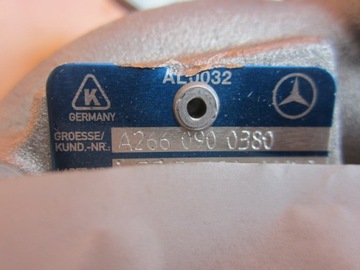 AL0032
K
GERMANY
GROESSE/
KUND.-NR.:
A266 090 0380